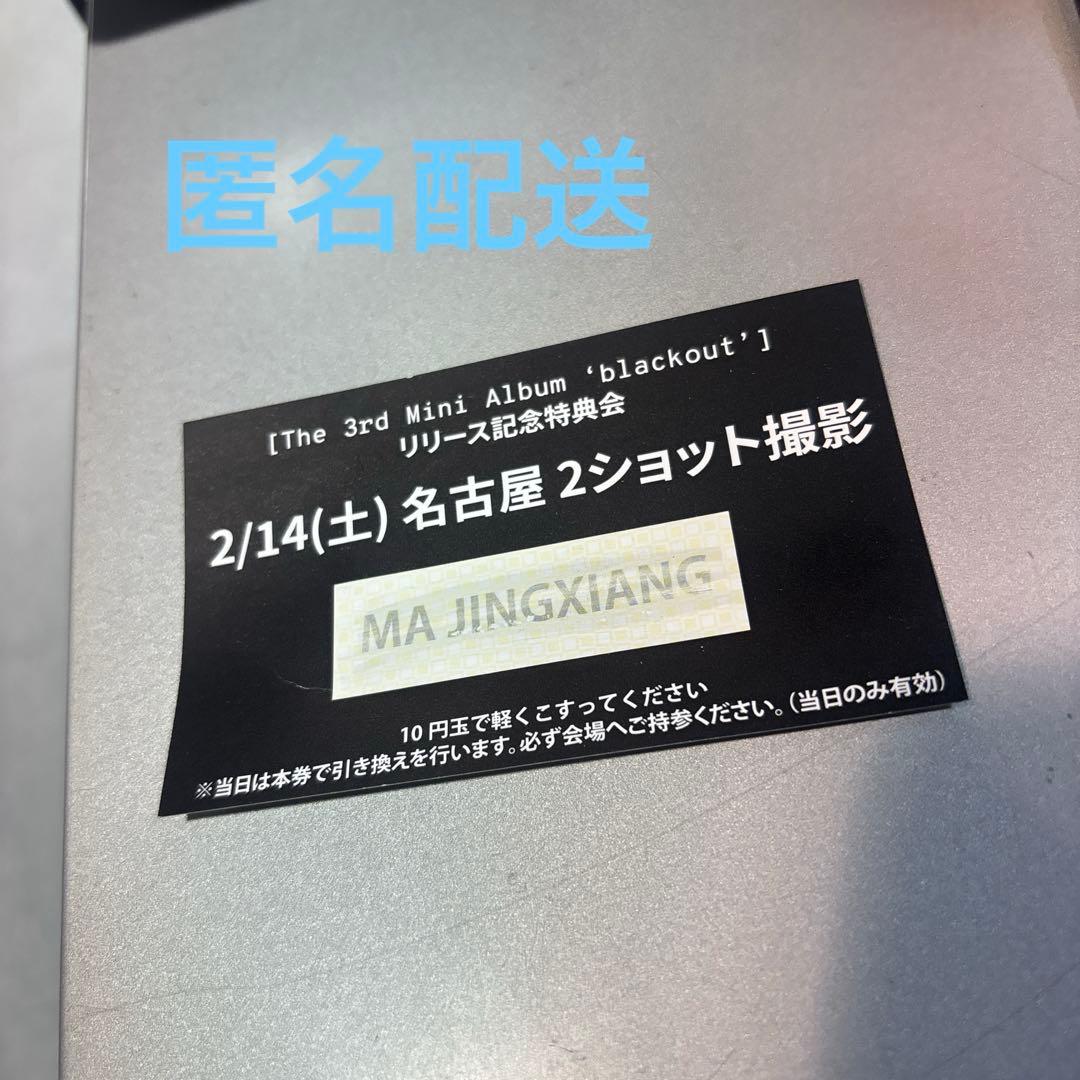 匿名配送
[The 3rd Mini Album ‘blackout’]
リリース記念特典会
2/14(土) 名古屋 2ショット撮影
MA JINGXIANG
10円玉で軽くこすってください
※当日は本券で引き換えを行います。必ず会場へご持参ください。(当日のみ有効)